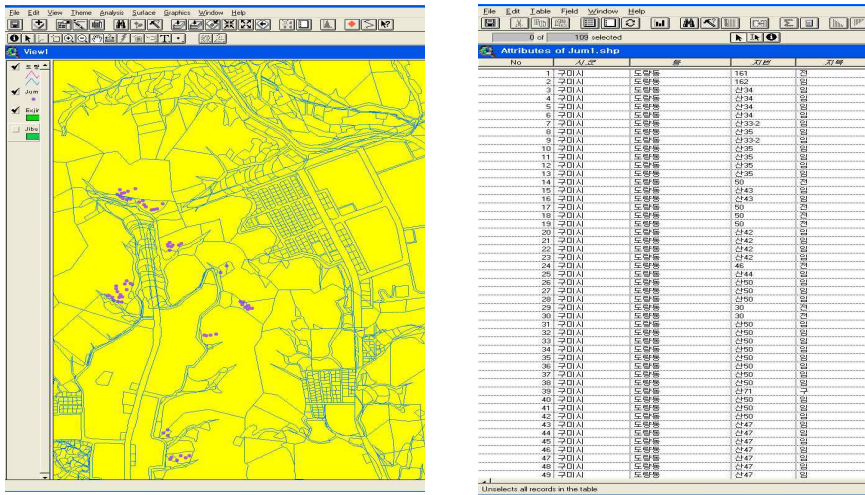 File Edit View Theme Analysis Surface Graphics Window Help
View1
도량
Jum
Jibu
File Edit Table Field Window Help
0 of 109 selected
Attributes of Jum1.shp
No 동 지번 지목
1 구미시 도량동 161 전
2 구미시 도량동 162 임
3 구미시 도량동 산34 임
4 구미시 도량동 산34 임
5 구미시 도량동 산34 임
6 구미시 도량동 산34 임
7 구미시 도량동 산33-2 임
8 구미시 도량동 산35 임
9 구미시 도량동 산33-2 임
10 구미시 도량동 산35 임
11 구미시 도량동 산35 임
12 구미시 도량동 산35 임
13 구미시 도량동 산35 임
14 구미시 도량동 50 전
15 구미시 도량동 산43 임
16 구미시 도량동 산43 임
17 구미시 도량동 50 전
18 구미시 도량동 50 전
19 구미시 도량동 50 전
20 구미시 도량동 산42 임
21 구미시 도량동 산42 임
22 구미시 도량동 산42 임
23 구미시 도량동 산42 임
24 구미시 도량동 46 전
25 구미시 도량동 산44 임
26 구미시 도량동 산50 임
27 구미시 도량동 산50 임
28 구미시 도량동 산50 임
29 구미시 도량동 30 전
30 구미시 도량동 30 전
31 구미시 도량동 산50 임
32 구미시 도량동 산50 임
33 구미시 도량동 산50 임
34 구미시 도량동 산50 임
35 구미시 도량동 산50 임
36 구미시 도량동 산50 임
37 구미시 도량동 산50 임
38 구미시 도량동 산50 임
39 구미시 도량동 산71 구
40 구미시 도량동 산50 임
41 구미시 도량동 산50 임
42 구미시 도량동 산50 임
43 구미시 도량동 산47 임
44 구미시 도량동 산47 임
45 구미시 도량동 산47 임
46 구미시 도량동 산47 임
47 구미시 도량동 산47 임
48 구미시 도량동 산47 임
49 구미시 도량동 산47 임
Unselects all records in the table